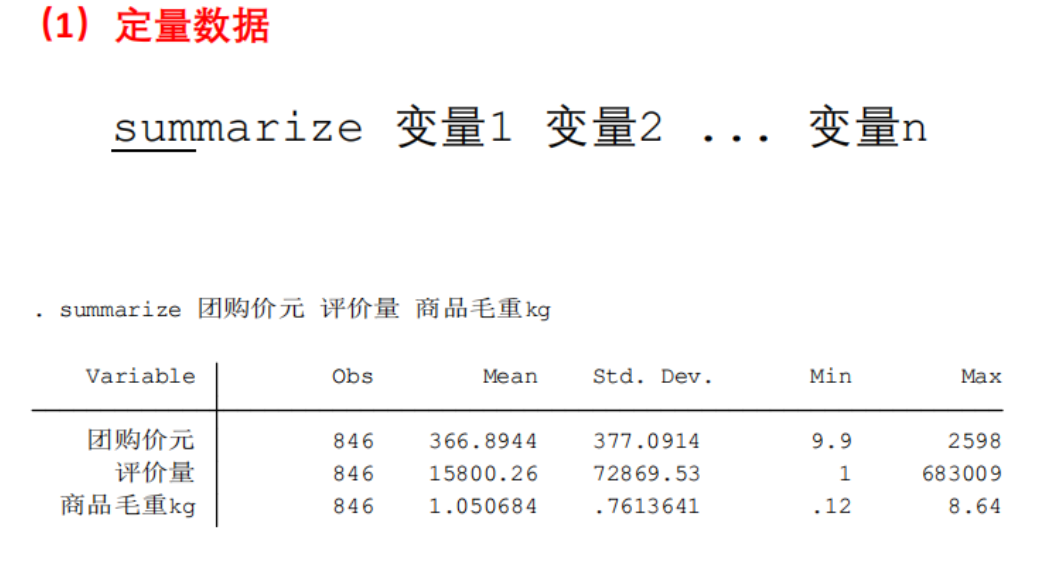 （1）定量数据
summarize 变量1 变量2 ... 变量n
. summarize 团购价元 评价量 商品毛重kg
Variable Obs Mean Std. Dev. Min Max
团购价元 846 366.8944 377.0914 9.9 2598
评价量 846 15800.26 72869.53 1 683009
商品毛重kg 846 1.050684 .7613641 .12 8.64